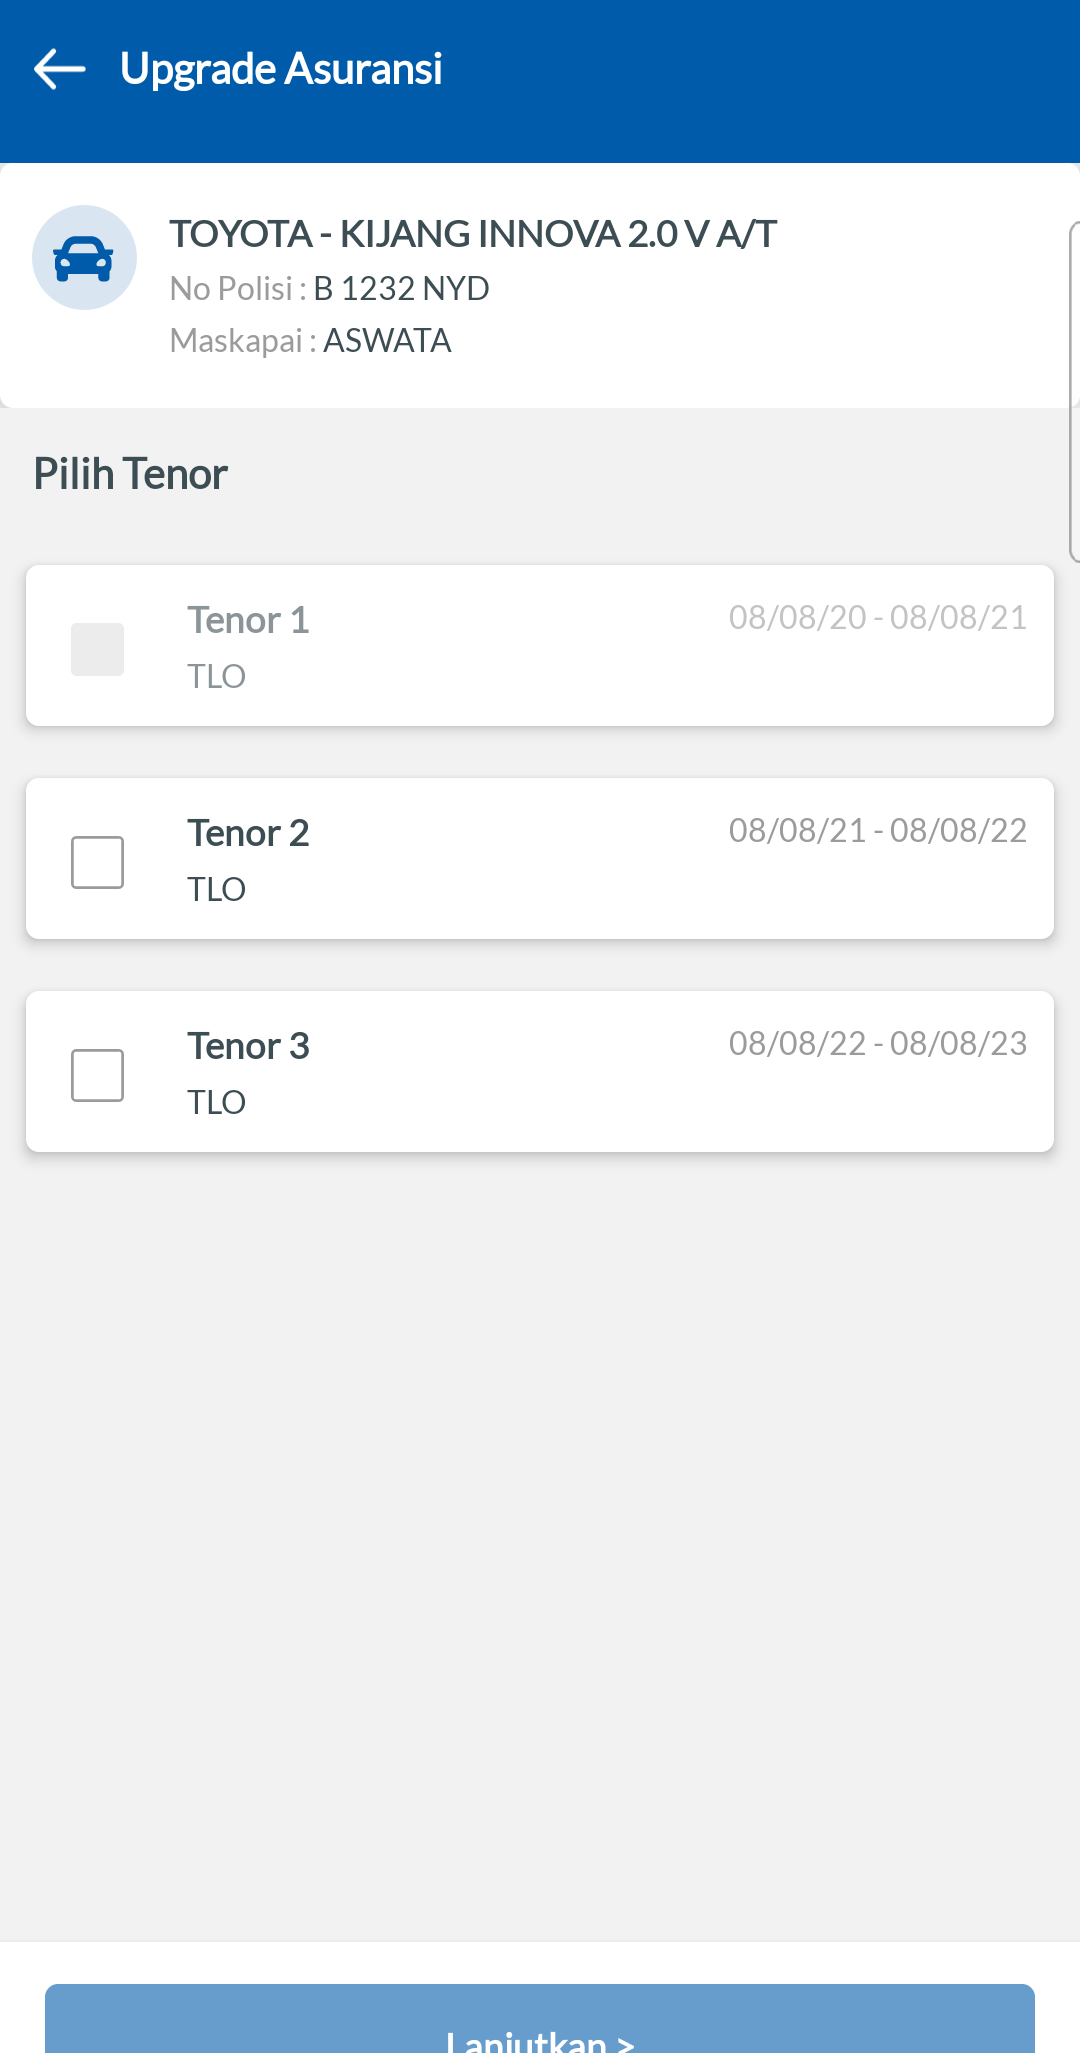 Upgrade Asuransi
TOYOTA - KIJANG INNOVA 2.0 V A/T
No Polisi : B 1232 NYD
Maskapai : ASWATA
Pilih Tenor
Tenor 1 08/08/20 - 08/08/21
TLO
Tenor 2 08/08/21 - 08/08/22
TLO
Tenor 3 08/08/22 - 08/08/23
TLO
Lanjutkan >